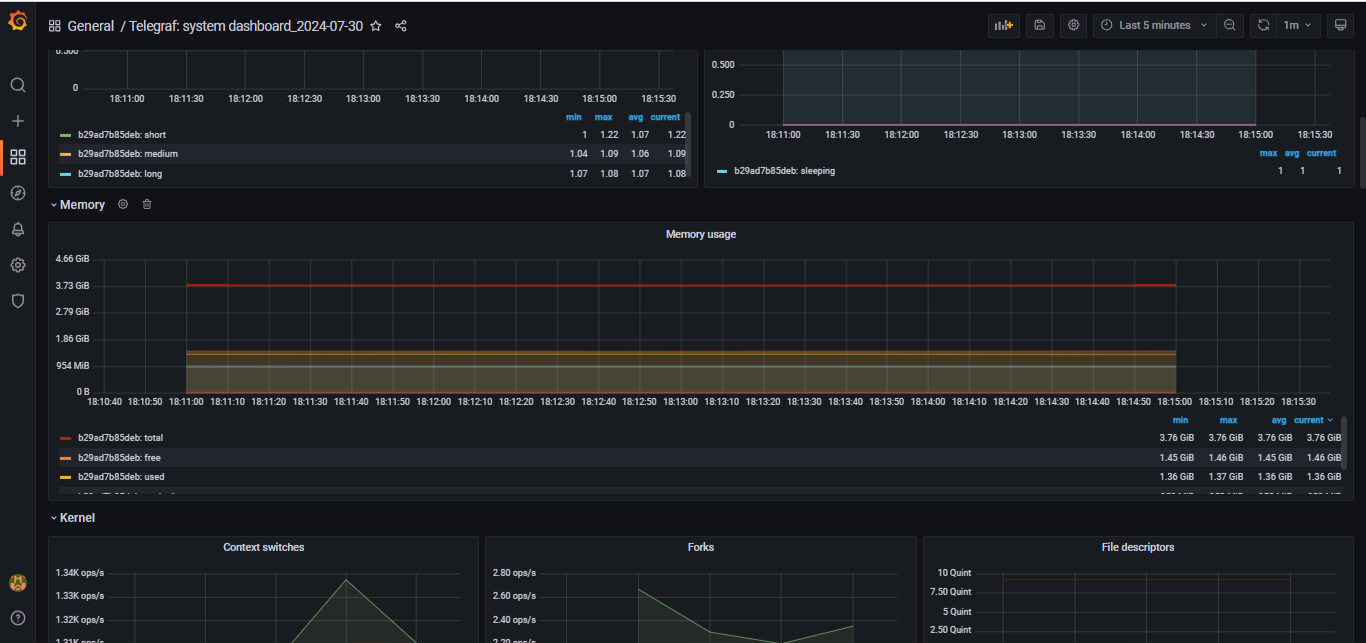 General / Telegraf: system dashboard_2024-07-30
Last 5 minutes
1m
0.500
0
18:11:00 18:11:30 18:12:00 18:12:30 18:13:00 18:13:30 18:14:00 18:14:30 18:15:00 18:15:30
min max avg current
b29ad7b85deb: short 1 1.22 1.07 1.22
b29ad7b85deb: medium 1.04 1.09 1.06 1.09
b29ad7b85deb: long 1.07 1.08 1.07 1.08
0.500
0.250
0
18:11:00 18:11:30 18:12:00 18:12:30 18:13:00 18:13:30 18:14:00 18:14:30 18:15:00 18:15:30
max avg current
b29ad7b85deb: sleeping 1 1 1
Memory
Memory usage
4.66 GiB
3.73 GiB
2.79 GiB
1.86 GiB
954 MiB
0 B
18:10:40 18:10:50 18:11:00 18:11:10 18:11:20 18:11:30 18:11:40 18:11:50 18:12:00 18:12:10 18:12:20 18:12:30 18:12:40 18:12:50 18:13:00 18:13:10 18:13:20 18:13:30 18:13:40 18:13:50 18:14:00 18:14:10 18:14:20 18:14:30 18:14:40 18:14:50 18:15:00 18:15:10 18:15:20 18:15:30
min max avg current
b29ad7b85deb: total 3.76 GiB 3.76 GiB 3.76 GiB 3.76 GiB
b29ad7b85deb: free 1.45 GiB 1.46 GiB 1.45 GiB 1.46 GiB
b29ad7b85deb: used 1.36 GiB 1.37 GiB 1.36 GiB 1.36 GiB
Kernel
Context switches
1.34K ops/s
1.33K ops/s
1.32K ops/s
1.31K ops/s
Forks
2.80 ops/s
2.60 ops/s
2.40 ops/s
2.20 ops/s
File descriptors
10 Quint
7.50 Quint
5 Quint
2.50 Quint